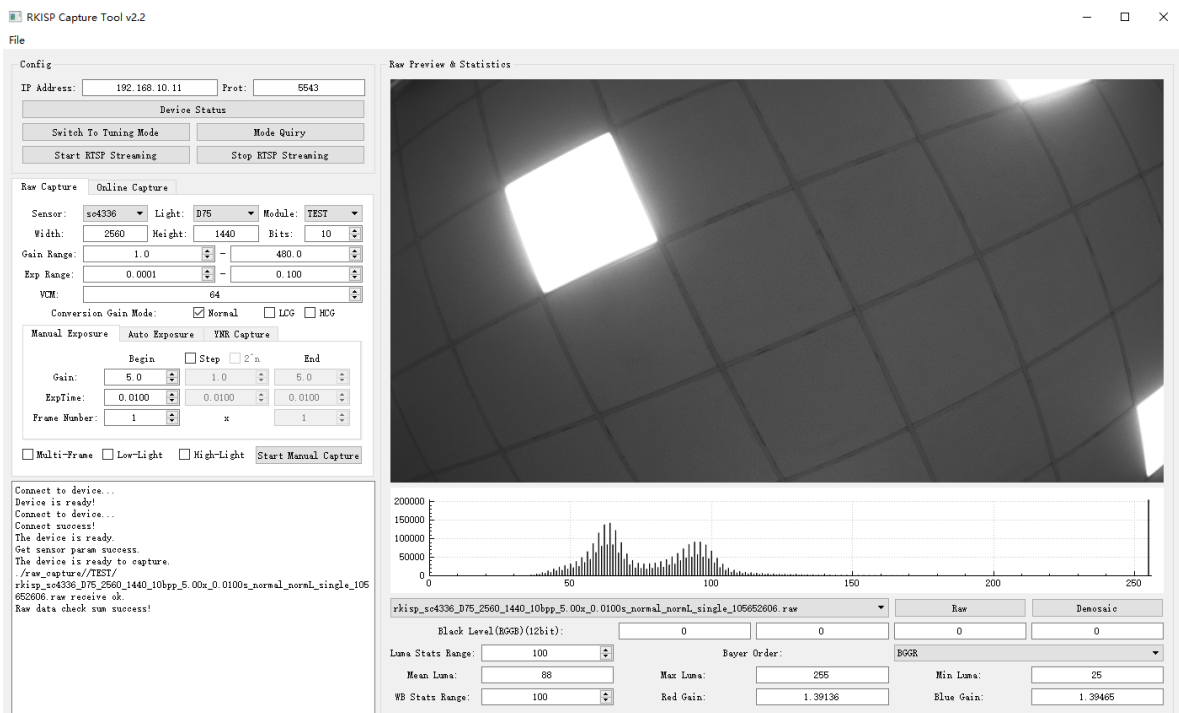 RKISP Capture Tool v2.2
File
Config
IP Address: 192.168.10.11 Prot: 5543
Device Status
Switch To Tuning Mode Mode Quiry
Start RTSP Streaming Stop RTSP Streaming
Raw Capture Online Capture
Sensor: sc4336 Light: D75 Module: TEST
Width: 2560 Height: 1440 Bits: 10
Gain Range: 1.0 - 480.0
Exp Range: 0.0001 - 0.100
VCM: 64
Conversion Gain Mode: Normal LCG HCG
Manual Exposure Auto Exposure YNR Capture
Begin Step 2^n End
Gain: 5.0 1.0 5.0
ExpTime: 0.0100 0.0100 0.0100
Frame Number: 1 x 1
Multi-Frame Low-Light High-Light Start Manual Capture
Connect to device...
Device is ready!
Connect to device...
Connect success!
The device is ready.
Get sensor param success.
The device is ready to capture.
./raw_capture//TEST/
rkisp_sc4336_D75_2560_1440_10bpp_5.00x_0.0100s_normal_normL_single_105
652606.raw receive ok.
Raw data check sum success!
Raw Preview & Statistics
200000
150000
100000
50000
0
0 50 100 150 200 250
rkisp_sc4336_D75_2560_1440_10bpp_5.00x_0.0100s_normal_normL_single_105652606.raw Raw Demosaic
Black Level(RGGB)(12bit): 0 0 0 0
Luma Stats Range: 100 Bayer Order: BGGR
Mean Luma: 88 Max Luma: 255 Min Luma: 25
WB Stats Range: 100 Red Gain: 1.39136 Blue Gain: 1.39465